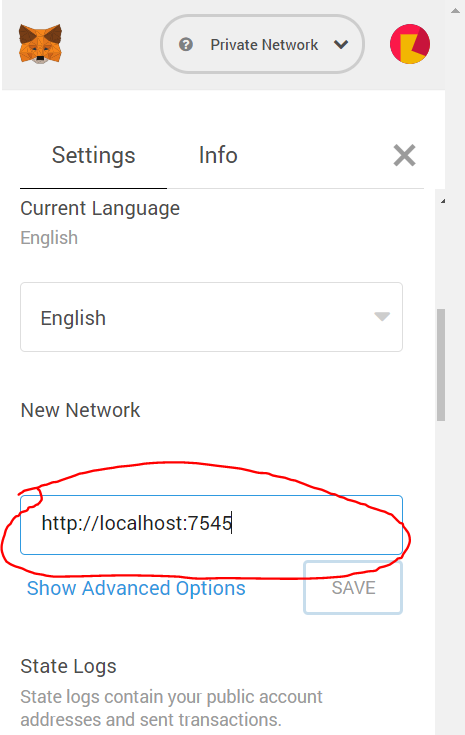 Private Network
Settings
Info
Current Language
English
English
New Network
http://localhost:7545
Show Advanced Options
SAVE
State Logs
State logs contain your public account
addresses and sent transactions.